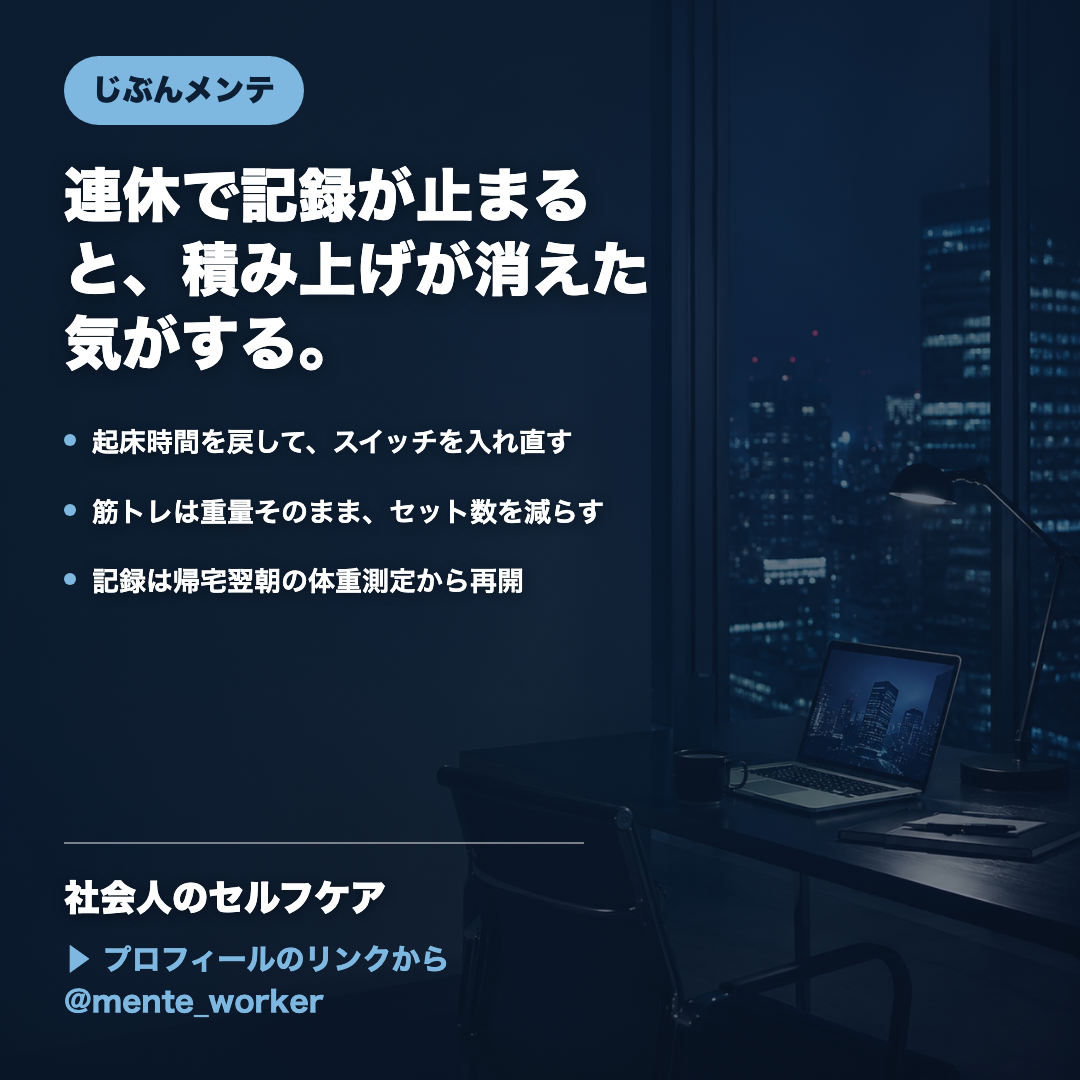 じぶんメンテ
連休で記録が止まる
と、積み上げが消えた
気がする。
起床時間を戻して、スイッチを入れ直す
筋トレは重量そのまま、セット数を減らす
記録は帰宅翌朝の体重測定から再開
社会人のセルフケア
▶ プロフィールのリンクから
@mente_worker